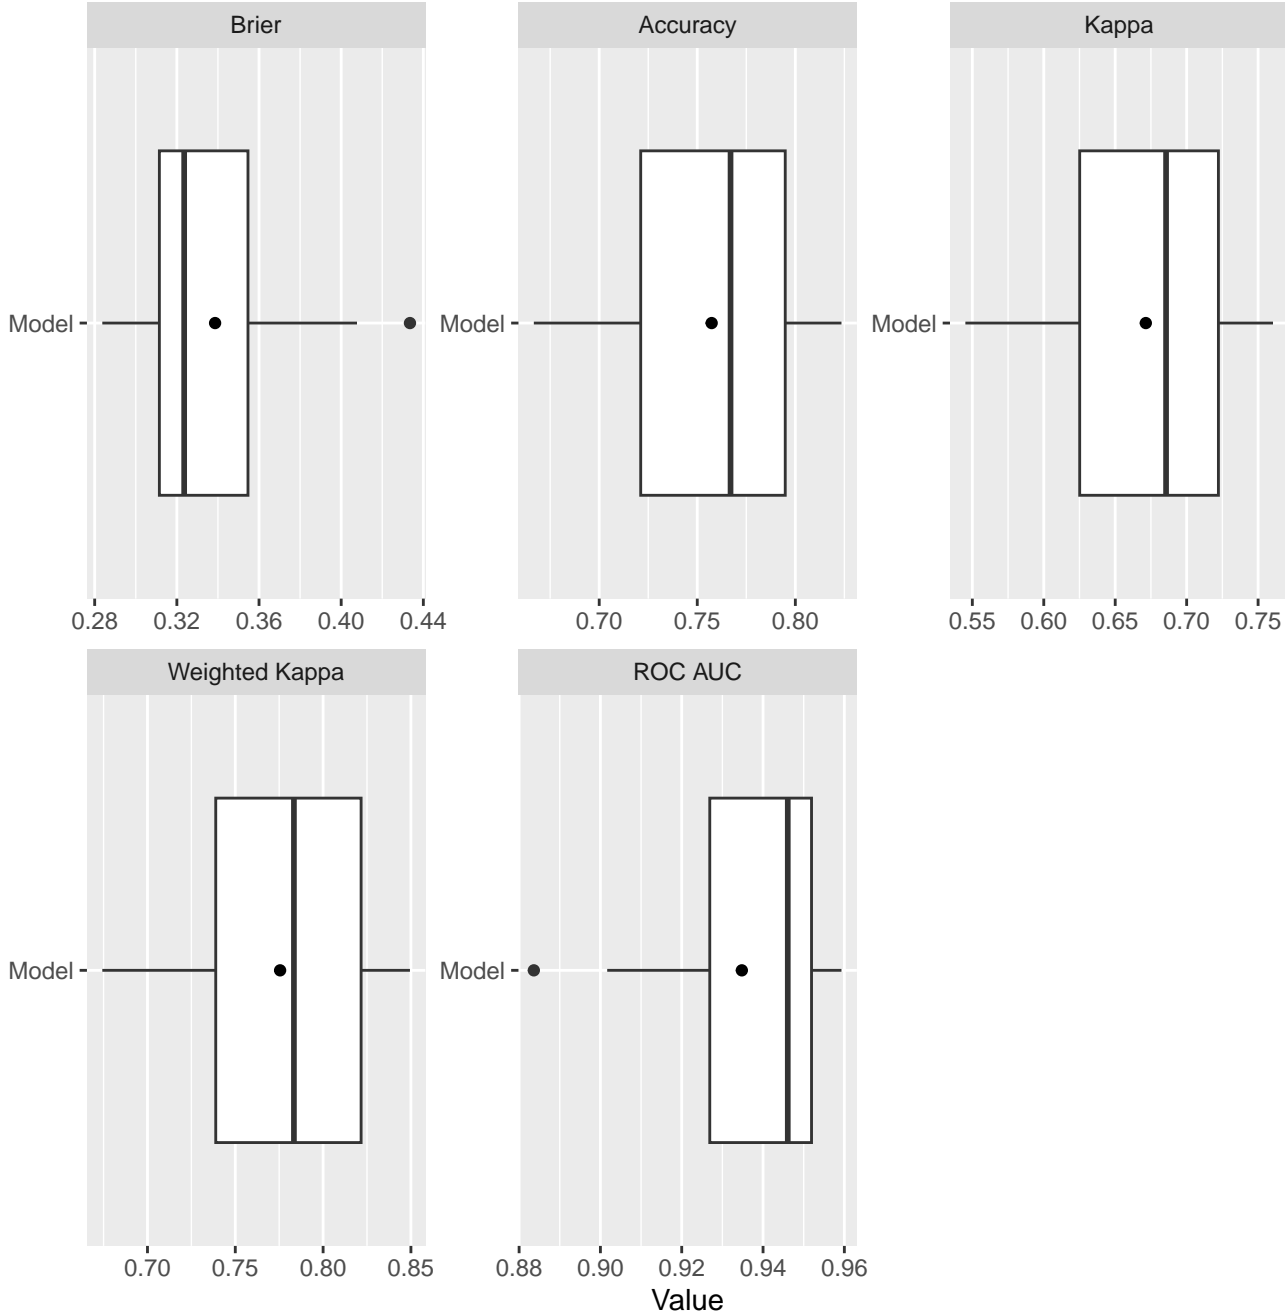 Brier
Accuracy
Kappa
Model
Model
Model
0.28 0.32 0.36 0.40 0.44
0.70 0.75 0.80
0.55 0.60 0.65 0.70 0.75
Weighted Kappa
ROC AUC
Model
Model
0.70 0.75 0.80 0.85
0.88 0.90 0.92 0.94 0.96
Value